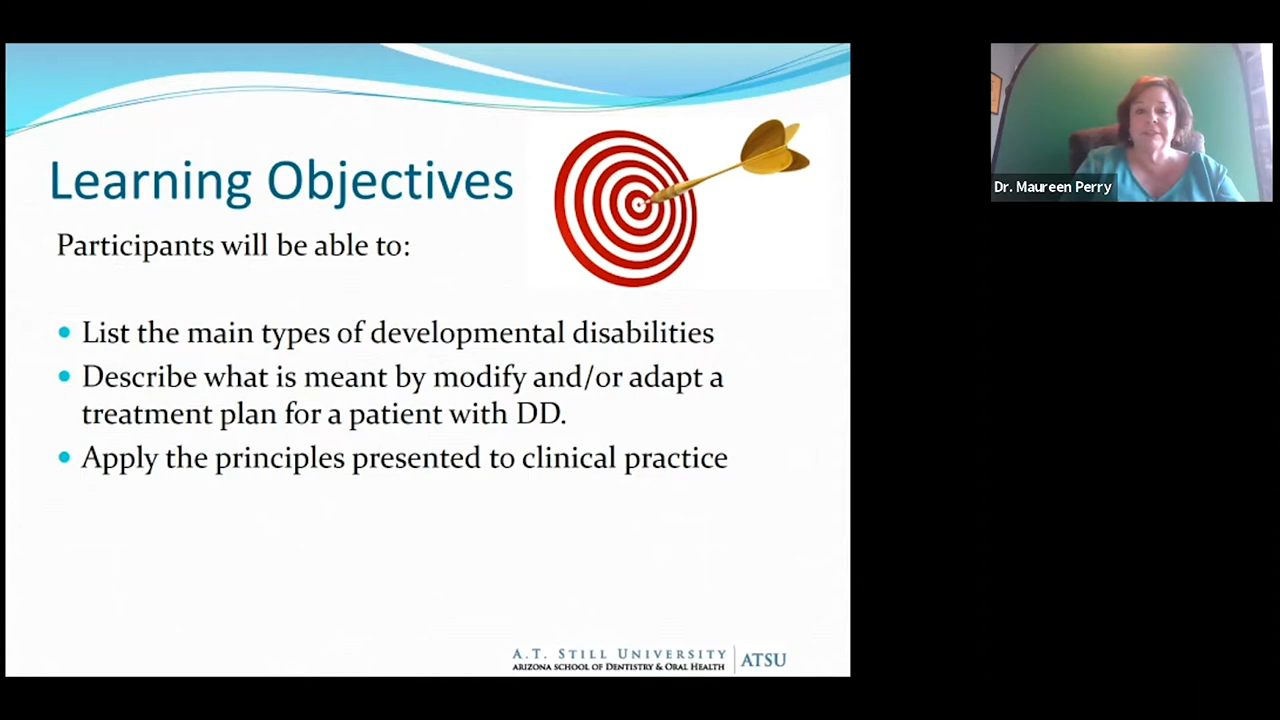 Learning Objectives
Participants will be able to:
• List the main types of developmental disabilities
• Describe what is meant by modify and/or adapt a
treatment plan for a patient with DD.
• Apply the principles presented to clinical practice
A.T. STILL UNIVERSITY
ARIZONA SCHOOL OF DENTISTRY & ORAL HEALTH
ATSU
Dr. Maureen Perry